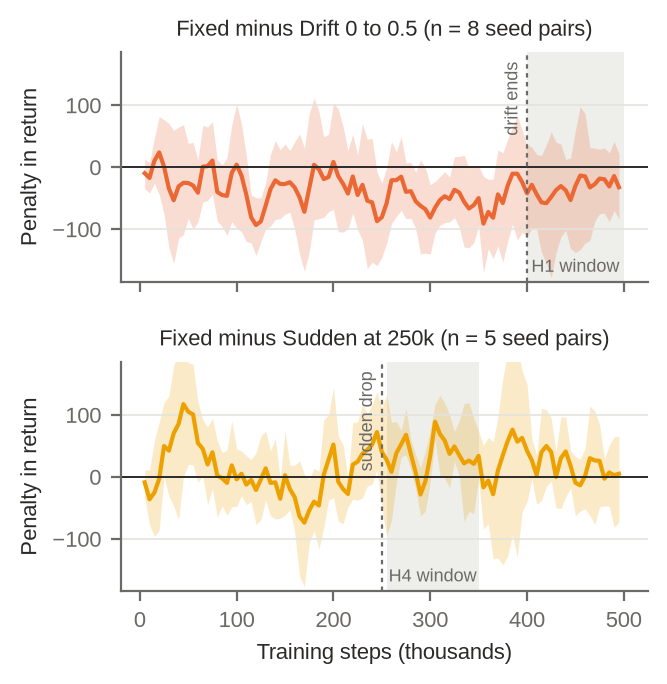 Fixed minus Drift 0 to 0.5 (n = 8 seed pairs)
Penalty in return
100
0
−100
drift ends
H1 window
Fixed minus Sudden at 250k (n = 5 seed pairs)
Penalty in return
100
0
−100
sudden drop
H4 window
0 100 200 300 400 500
Training steps (thousands)